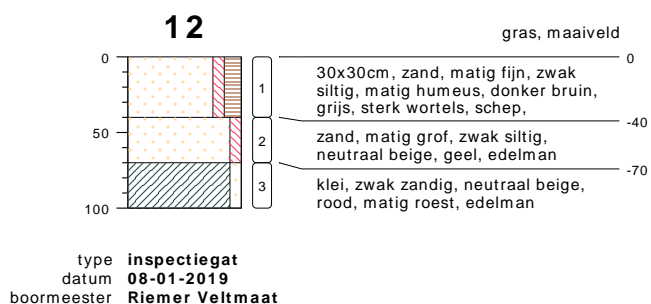 12
gras, maaiveld
0
0
1
30x30cm, zand, matig fijn, zwak
siltig, matig humeus, donker bruin,
grijs, sterk wortels, schep,
-40
50
2
zand, matig grof, zwak siltig,
neutraal beige, geel, edelman
-70
3
klei, zwak zandig, neutraal beige,
rood, matig roest, edelman
100
type inspectiegat
datum 08-01-2019
boormeester Riemer Veltmaat